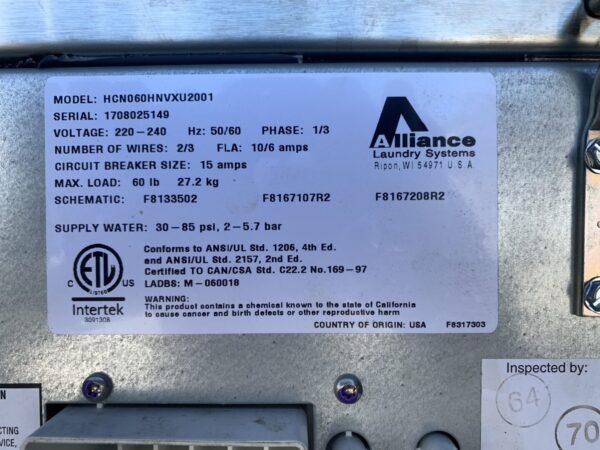 MODEL: HCN060HNVXU2001
SERIAL: 1708025149
VOLTAGE: 220-240 Hz: 50/60 PHASE: 1/3
NUMBER OF WIRES: 2/3 FLA: 10/6 amps
CIRCUIT BREAKER SIZE: 15 amps
MAX. LOAD: 60 lb 27.2 kg
SCHEMATIC: F8133502 F8167107R2 F8167208R2
SUPPLY WATER: 30-85 psi, 2-5.7 bar
Alliance
Laundry Systems
Ripon, WI 54971 U.S.A.
ETL
LISTED
C US
Intertek
3091308
Conforms to ANSI/UL Std. 1206, 4th Ed.
and ANSI/UL Std. 2157, 2nd Ed.
Certified TO CAN/CSA Std. C22.2 No.169-97
LADBS: M-060018
WARNING:
This product contains a chemical known to the state of California
to cause cancer and birth defects or other reproductive harm
COUNTRY OF ORIGIN: USA F8317303
Inspected by:
64
70